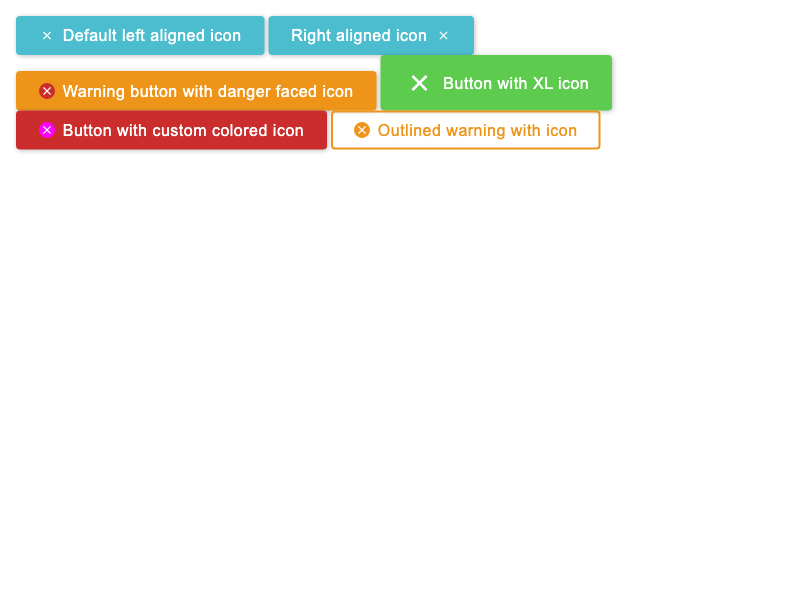 Default left aligned icon
Right aligned icon
Warning button with danger faced icon
Button with XL icon
Button with custom colored icon
Outlined warning with icon